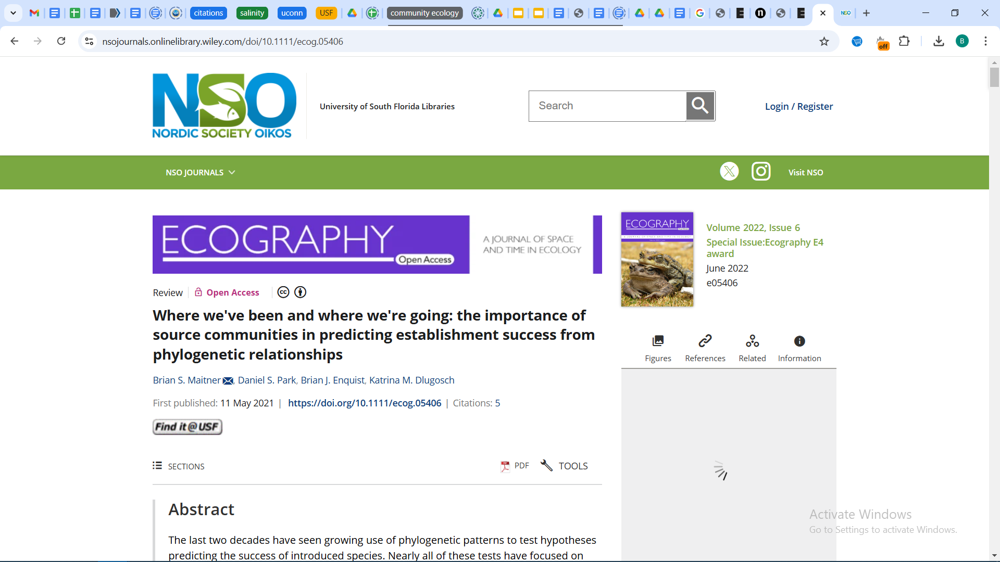 citations
salinity
uconn
USF
community ecology
NSO
nsojournals.onlinelibrary.wiley.com/doi/10.1111/ecog.05406
off
B
NSO
NORDIC SOCIETY OIKOS
University of South Florida Libraries
Search
Login / Register
NSO JOURNALS
Visit NSO
ECOGRAPHY
Open Access
A JOURNAL OF SPACE
AND TIME IN ECOLOGY
ECOGRAPHY
Volume 2022, Issue 6
Special Issue:Ecography E4
award
June 2022
e05406
Review
Open Access
cc
Where we've been and where we're going: the importance of
source communities in predicting establishment success from
phylogenetic relationships
Brian S. Maitner, Daniel S. Park, Brian J. Enquist, Katrina M. Dlugosch
First published: 11 May 2021 | https://doi.org/10.1111/ecog.05406 | Citations: 5
Find it@USF
Figures
References
Related
Information
SECTIONS
PDF
TOOLS
Abstract
The last two decades have seen growing use of phylogenetic patterns to test hypotheses
predicting the success of introduced species. Nearly all of these tests have focused on
Activate Windows
Go to Settings to activate Windows.